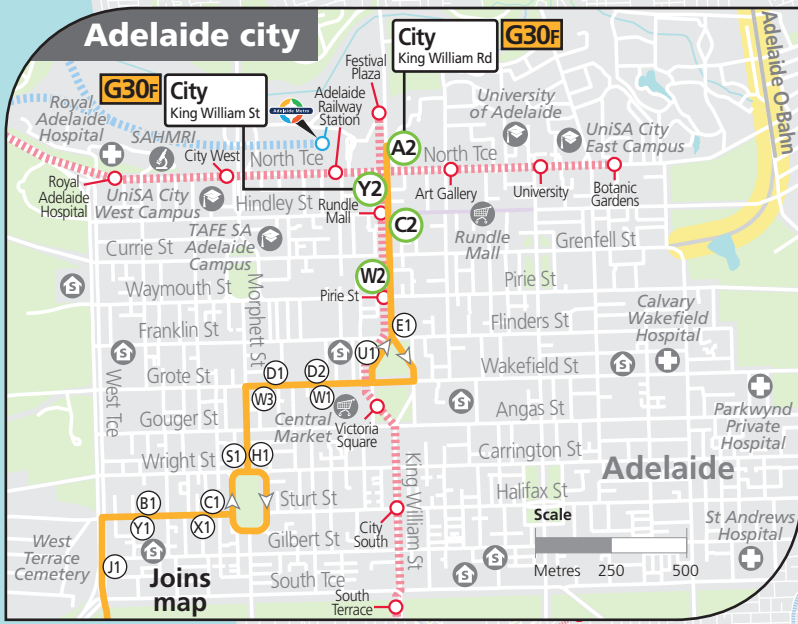 Adelaide city
City
King William Rd
G30F
G30F
City
King William St
Adelaide Metro
Festival
Plaza
Adelaide
Railway
Station
Royal
Adelaide
Hospital
SAHMRI
City West
North Tce
A2
North Tce
University
of Adelaide
UniSA City
East Campus
Adelaide O-Bahn
Royal
Adelaide
Hospital
UniSA City
West Campus
Hindley St
Y2
Rundle
Mall
C2
Art Gallery
University
Botanic
Gardens
Rundle
Mall
Grenfell St
Currie St
TAFE SA
Adelaide
Campus
W2
Pirie St
Pirie St
Waymouth St
Morphett St
Franklin St
E1
Flinders St
Calvary
Wakefield
Hospital
West Tce
Grote St
D1
D2
U1
Wakefield St
W3
W1
Gouger St
Central
Market
Victoria
Square
Angas St
Parkwynd
Private
Hospital
Wright St
S1
H1
Carrington St
King William St
Adelaide
Halifax St
B1
C1
Sturt St
Y1
X1
Gilbert St
City
South
Scale
Metres
250
500
St Andrews
Hospital
West
Terrace
Cemetery
J1
Joins
map
South Tce
South
Terrace
S
S
S
S
S
S
S
S